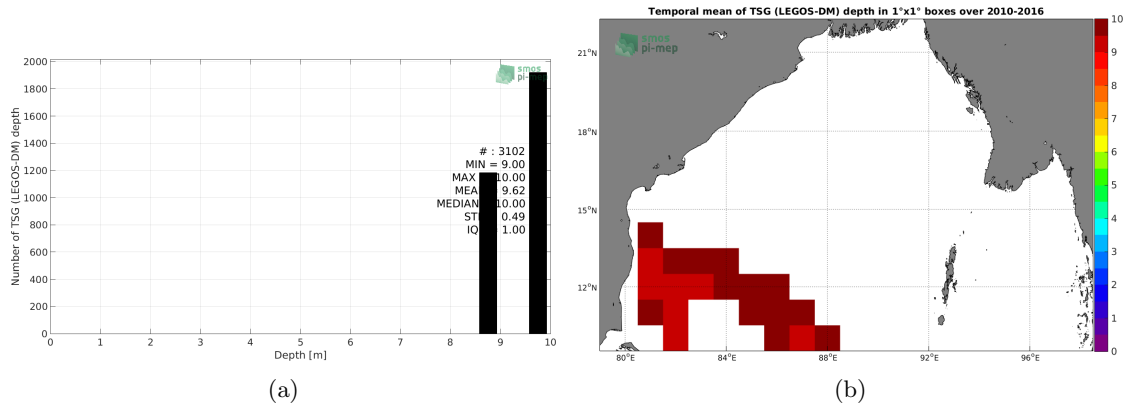 Number of TSG (LEGOS-DM) depth
2000
1800
1600
1400
1200
1000
800
600
400
200
0
smos
pi-mep
# : 3102
MIN = 9.00
MAX 10.00
MEA 9.62
MEDIAN 10.00
ST 0.49
IQ 1.00
0 1 2 3 4 5 6 7 8 9 10
Depth [m]
(a)
Temporal mean of TSG (LEGOS-DM) depth in 1°x1° boxes over 2010-2016
smos
pi-mep
21°N
18°N
15°N
12°N
80°E 84°E 88°E 92°E 96°E
10
9
8
7
6
5
4
3
2
1
0
(b)